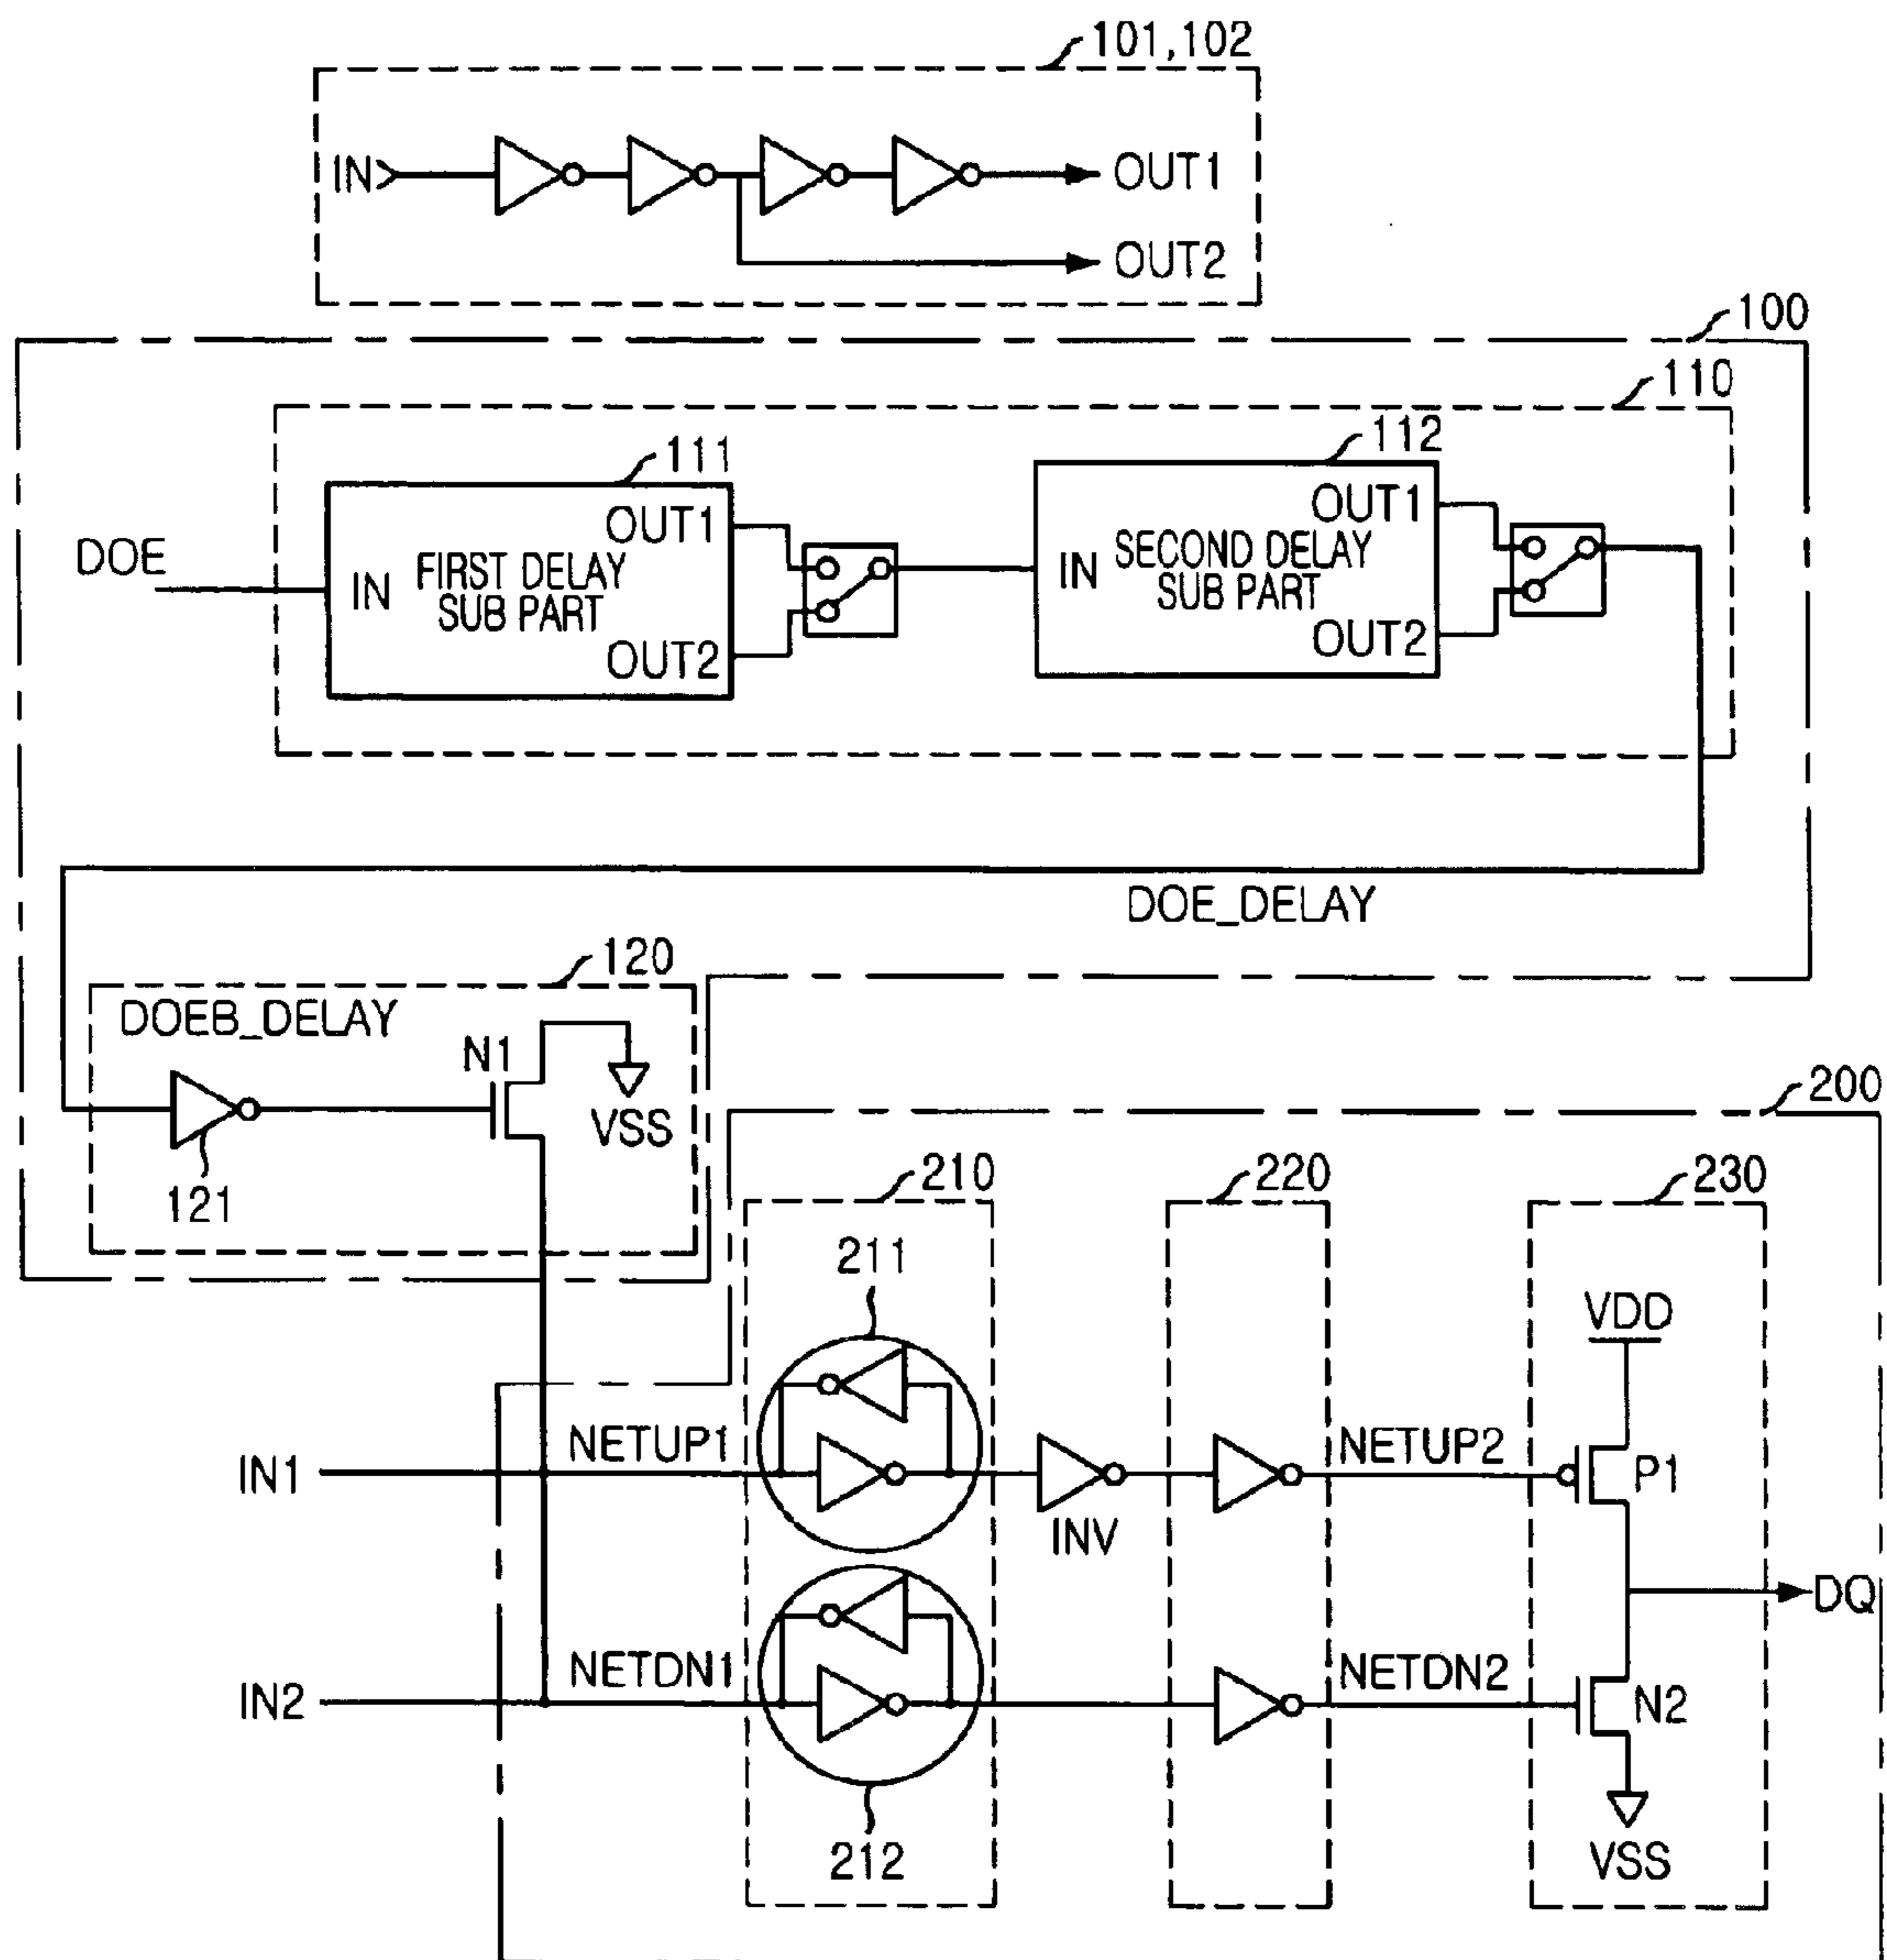 101,102
IN
OUT1
OUT2
100
110
111
112
DOE
IN
FIRST DELAY
SUB PART
OUT1
OUT2
IN
SECOND DELAY
SUB PART
OUT1
OUT2
DOE_DELAY
120
DOEB_DELAY
N1
VSS
121
200
210
220
230
211
VDD
IN1
NETUP1
INV
NETUP2
P1
DQ
IN2
NETDN1
NETDN2
N2
212
VSS